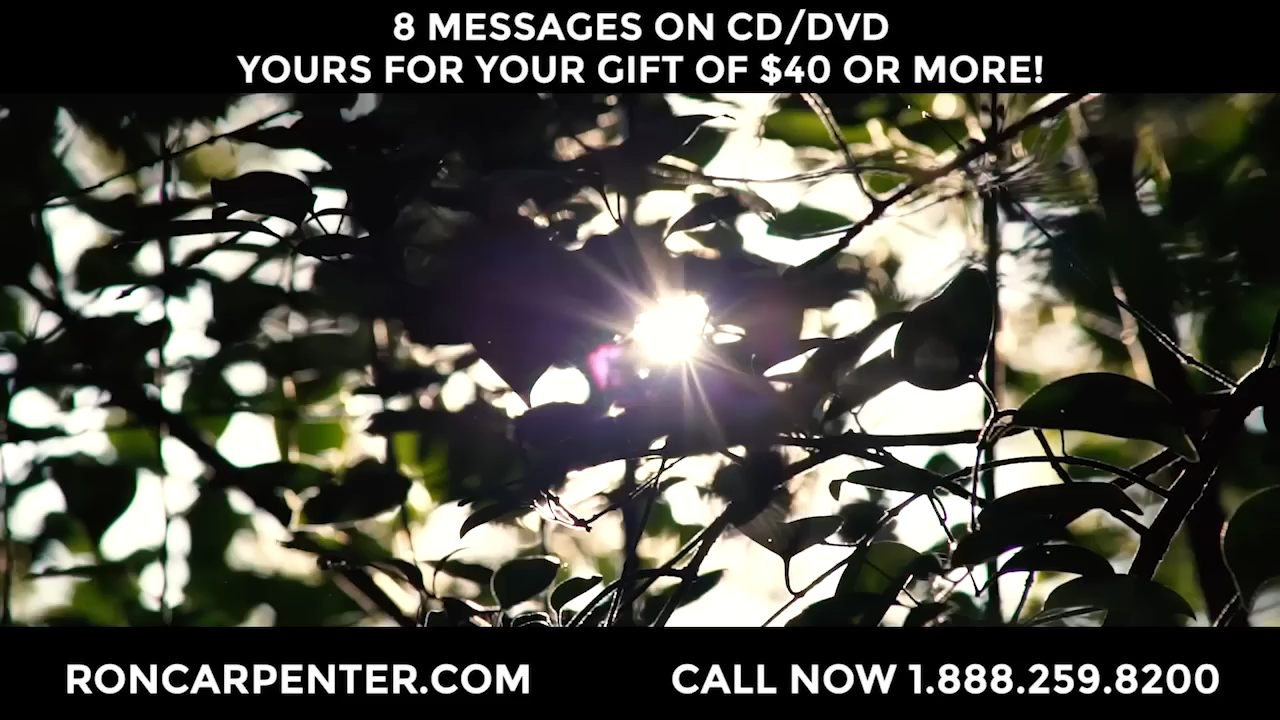 8 MESSAGES ON CD/DVD
YOURS FOR YOUR GIFT OF $40 OR MORE!
RONCARPENTER.COM
CALL NOW 1.888.259.8200